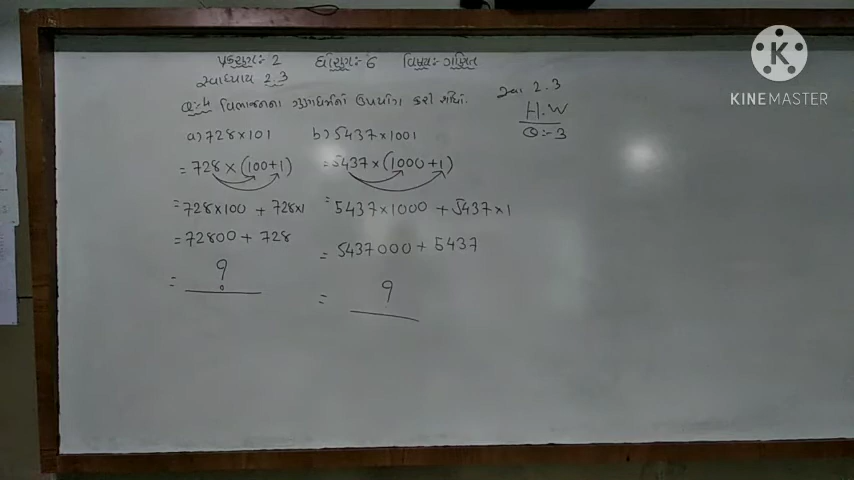 પ્રકરણ:- 2 ધોરણ:- 6 વિષય:- ગણિત
સ્વાધ્યાય 2.3
Q:-4 વિભાજનના ગુણધર્મનો ઉપયોગ કરી શોધો.
a) 728×101 b) 5437×1001
= 728 × (100+1) = 5437 × (1000+1)
= 728×100 + 728×1 = 5437×1000 + 5437×1
= 72800 + 728 = 5437000 + 5437
= ? = ?
સ્વા 2.3
H.W
Q:- 3
K
KINEMASTER